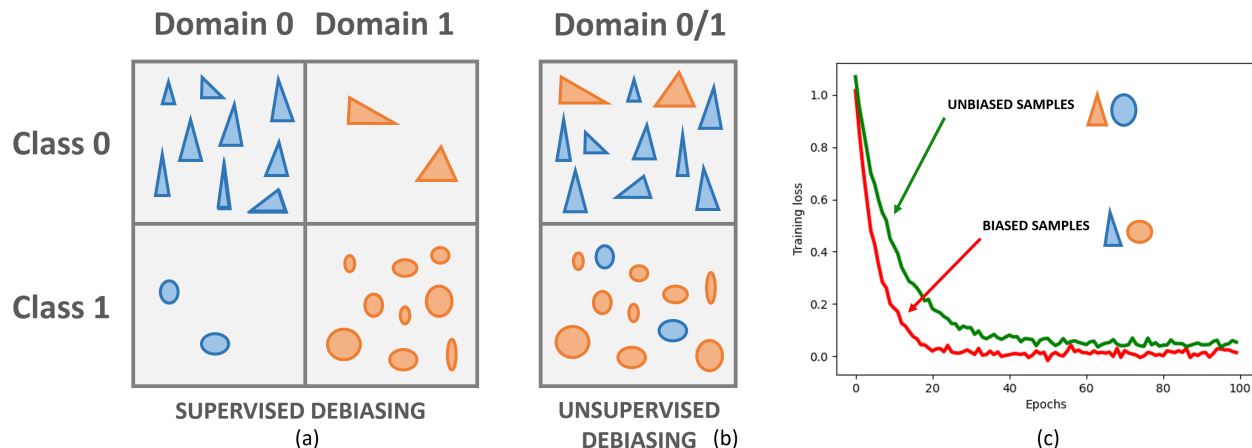 Domain 0 Domain 1
Class 0
Class 1
SUPERVISED DEBIASING
(a)
Domain 0/1
UNSUPERVISED
DEBIASING (b)
Training loss
1.0
0.8
0.6
0.4
0.2
0.0
UNBIASED SAMPLES
BIASED SAMPLES
0 20 40 60 80 100
Epochs
(c)